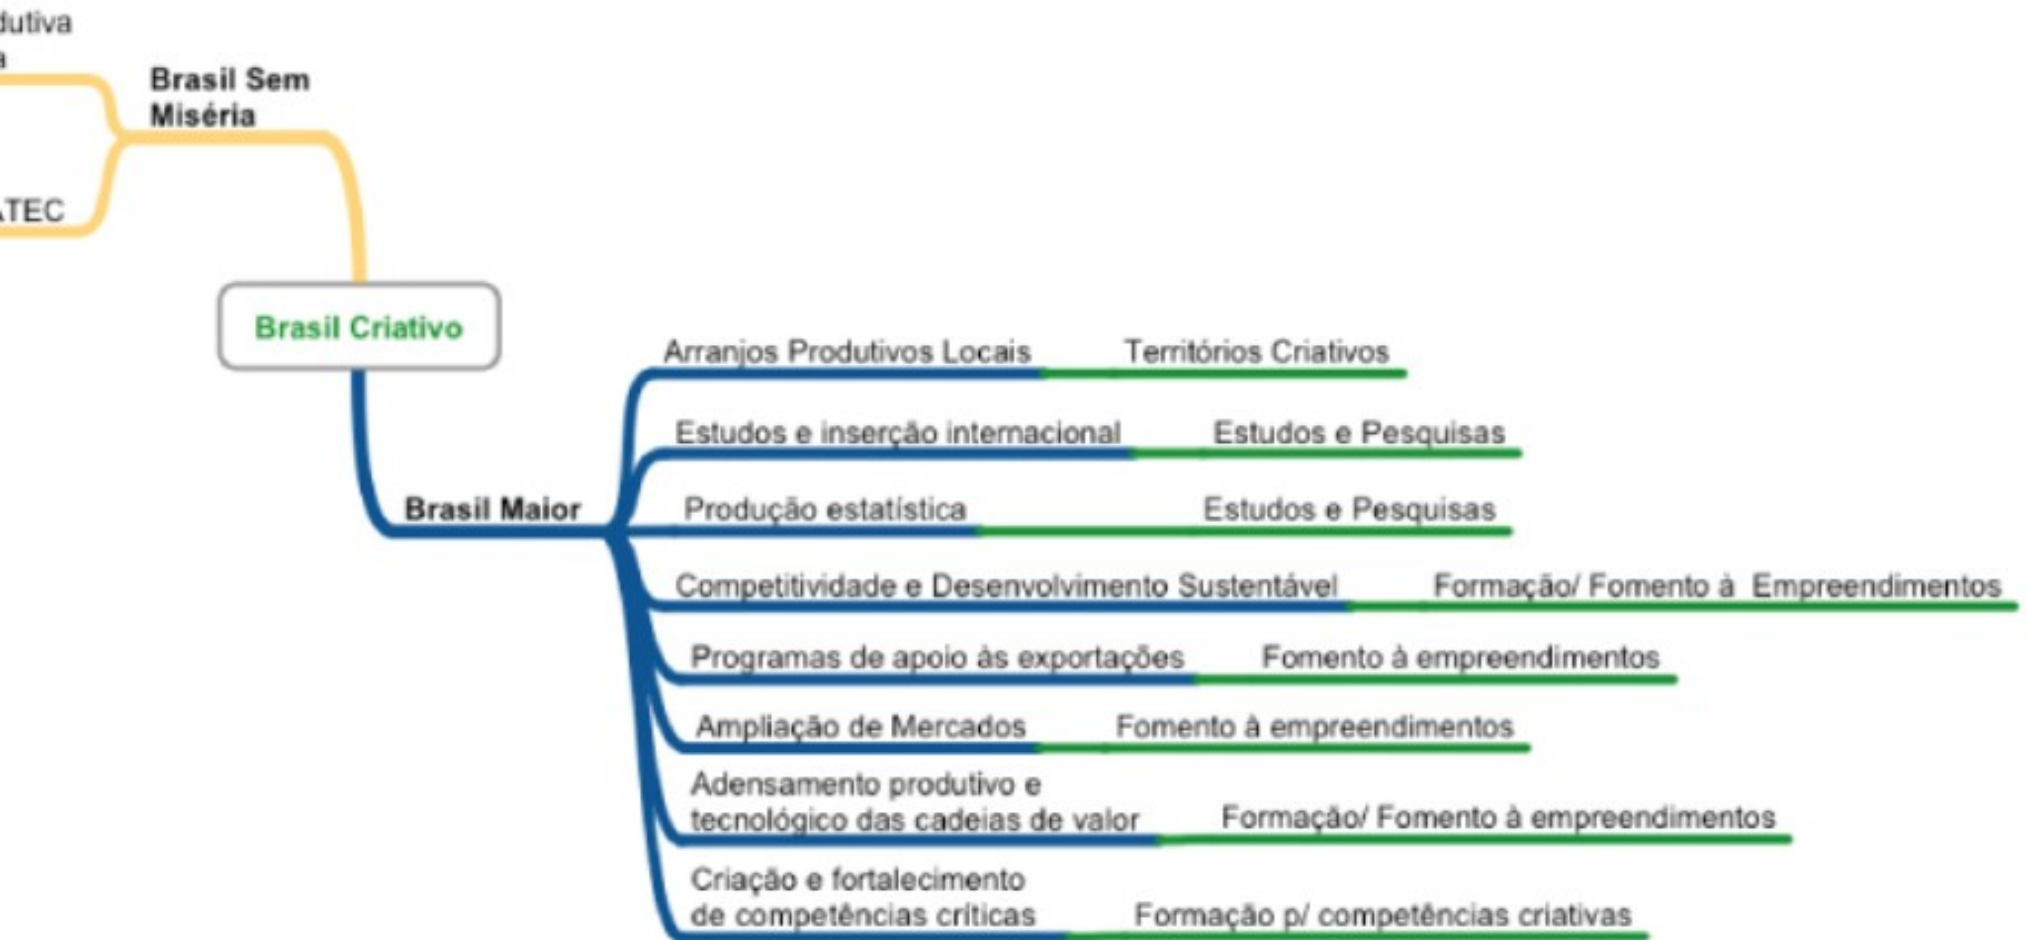 Brasil Sem
Miséria
Brasil Criativo
Arranjos Produtivos Locais Territórios Criativos
Estudos e inserção internacional Estudos e Pesquisas
Brasil Maior Produção estatística Estudos e Pesquisas
Competitividade e Desenvolvimento Sustentável Formação/ Fomento à Empreendimentos
Programas de apoio às exportações Fomento à empreendimentos
Ampliação de Mercados Fomento à empreendimentos
Adensamento produtivo e
tecnológico das cadeias de valor Formação/ Fomento à empreendimentos
Criação e fortalecimento
de competências críticas Formação p/ competências criativas